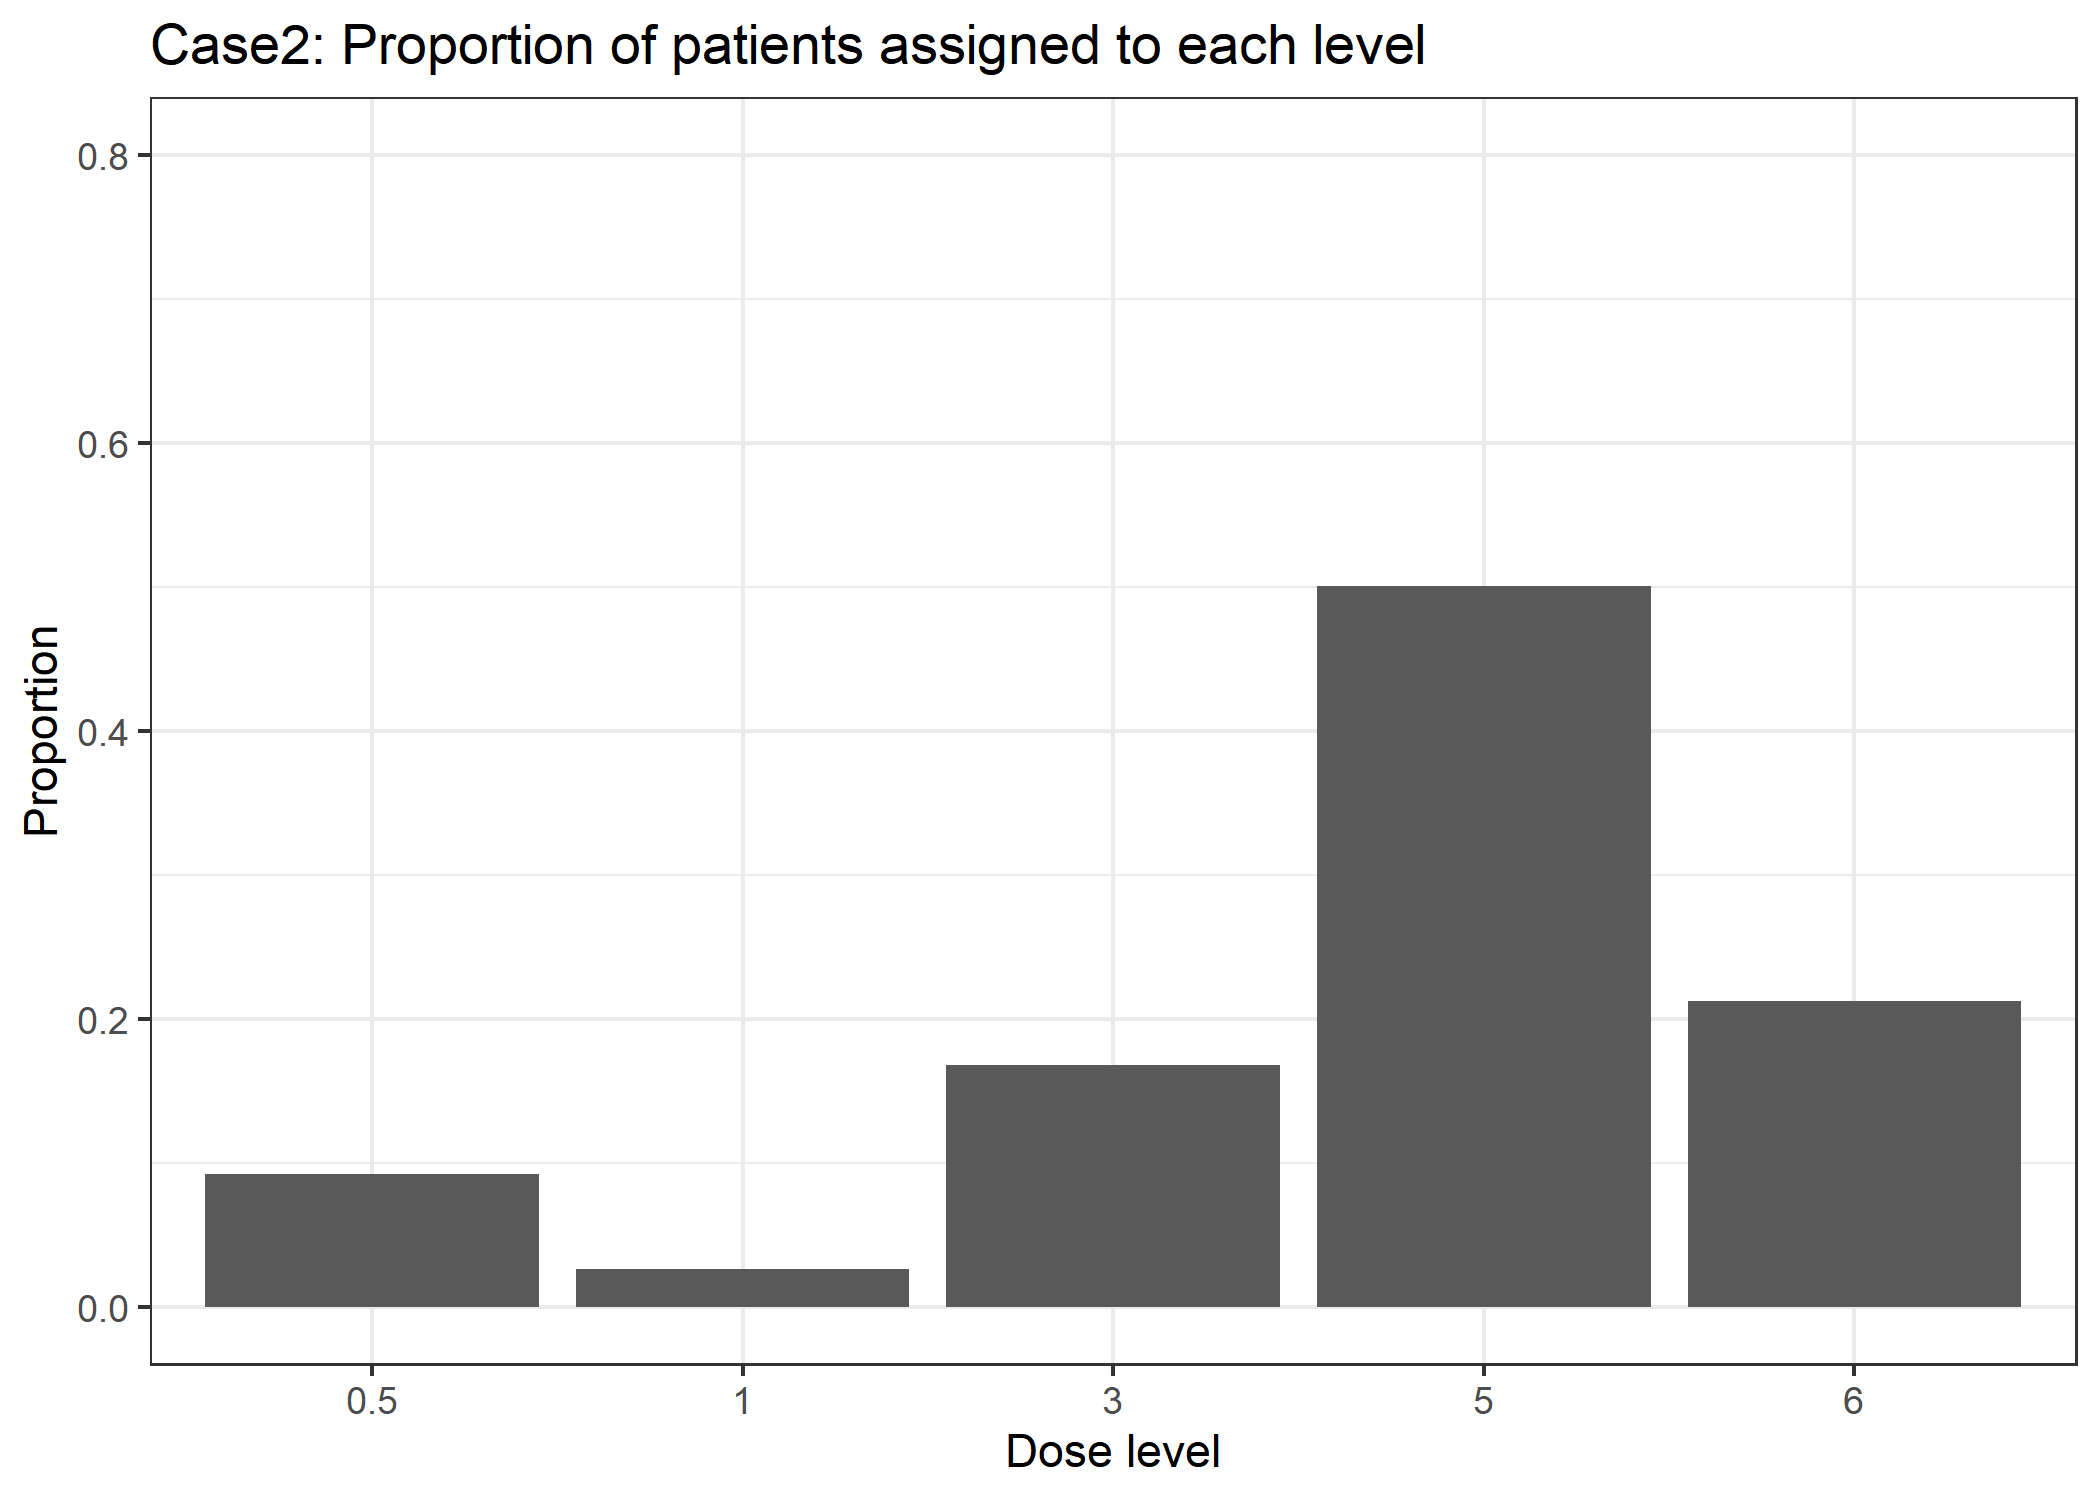 Case2: Proportion of patients assigned to each level
0.8
0.6
0.4
0.2
0.0
Proportion
0.5 1 3 5 6
Dose level